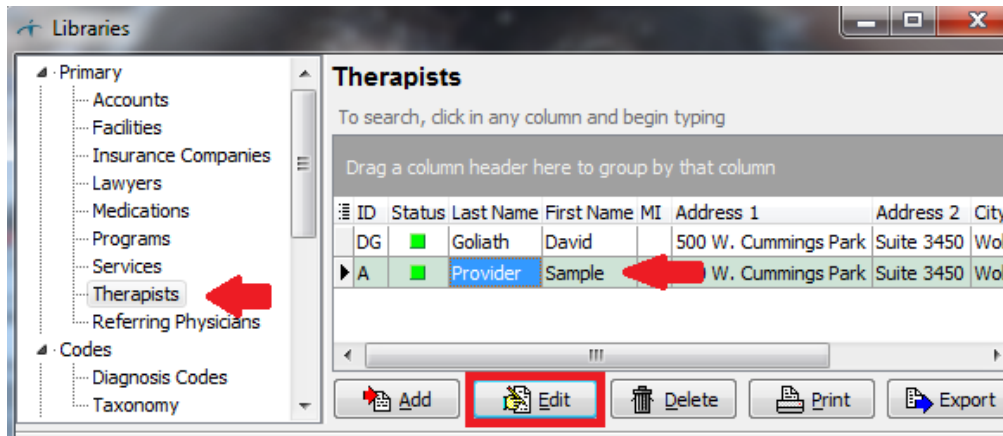 Libraries
Primary
Accounts
Facilities
Insurance Companies
Lawyers
Medications
Programs
Services
Therapists
Referring Physicians
Codes
Diagnosis Codes
Taxonomy
Therapists
To search, click in any column and begin typing
Drag a column header here to group by that column
ID Status Last Name First Name MI Address 1 Address 2 City
DG Goliath David 500 W. Cummings Park Suite 3450
A Provider Sample W. Cummings Park Suite 3450
Add Edit Delete Print Export